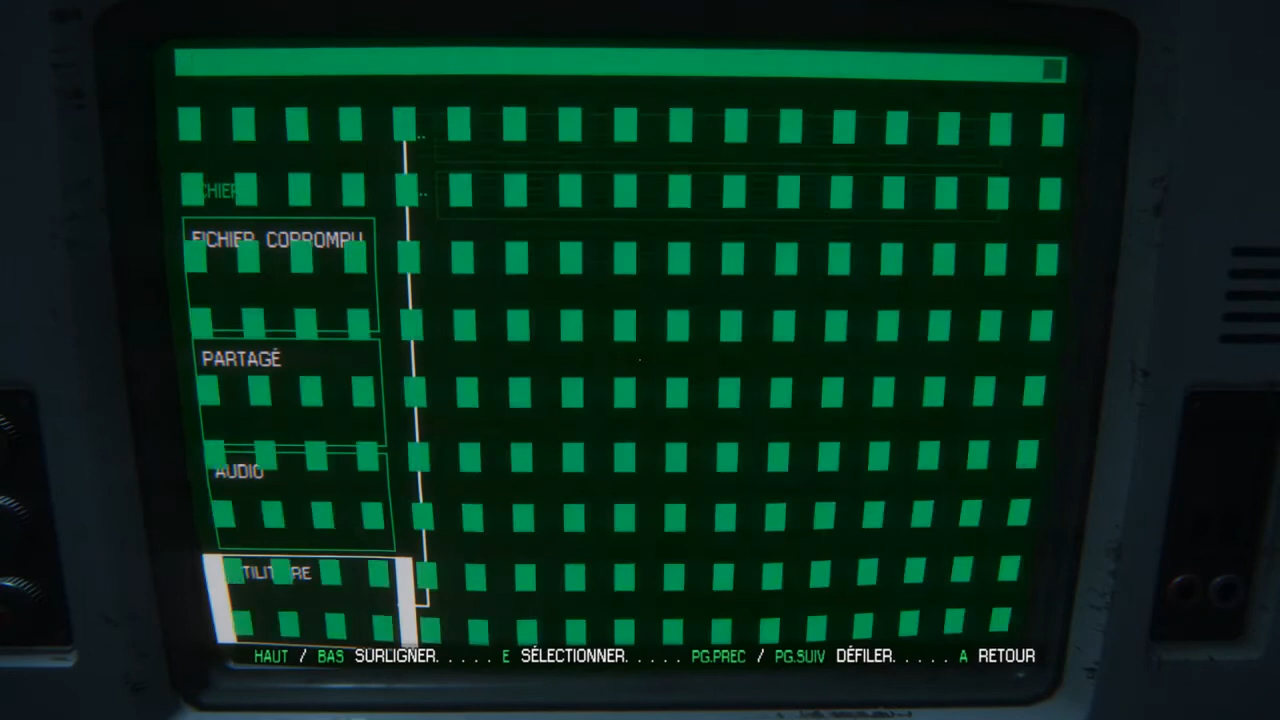 FICHIER CORROMPU
PARTAGÉ
AUDIO
HAUT / BAS SURLIGNER..... E SÉLECTIONNER..... PG.PREC / PG.SUIV DÉFILER..... A RETOUR